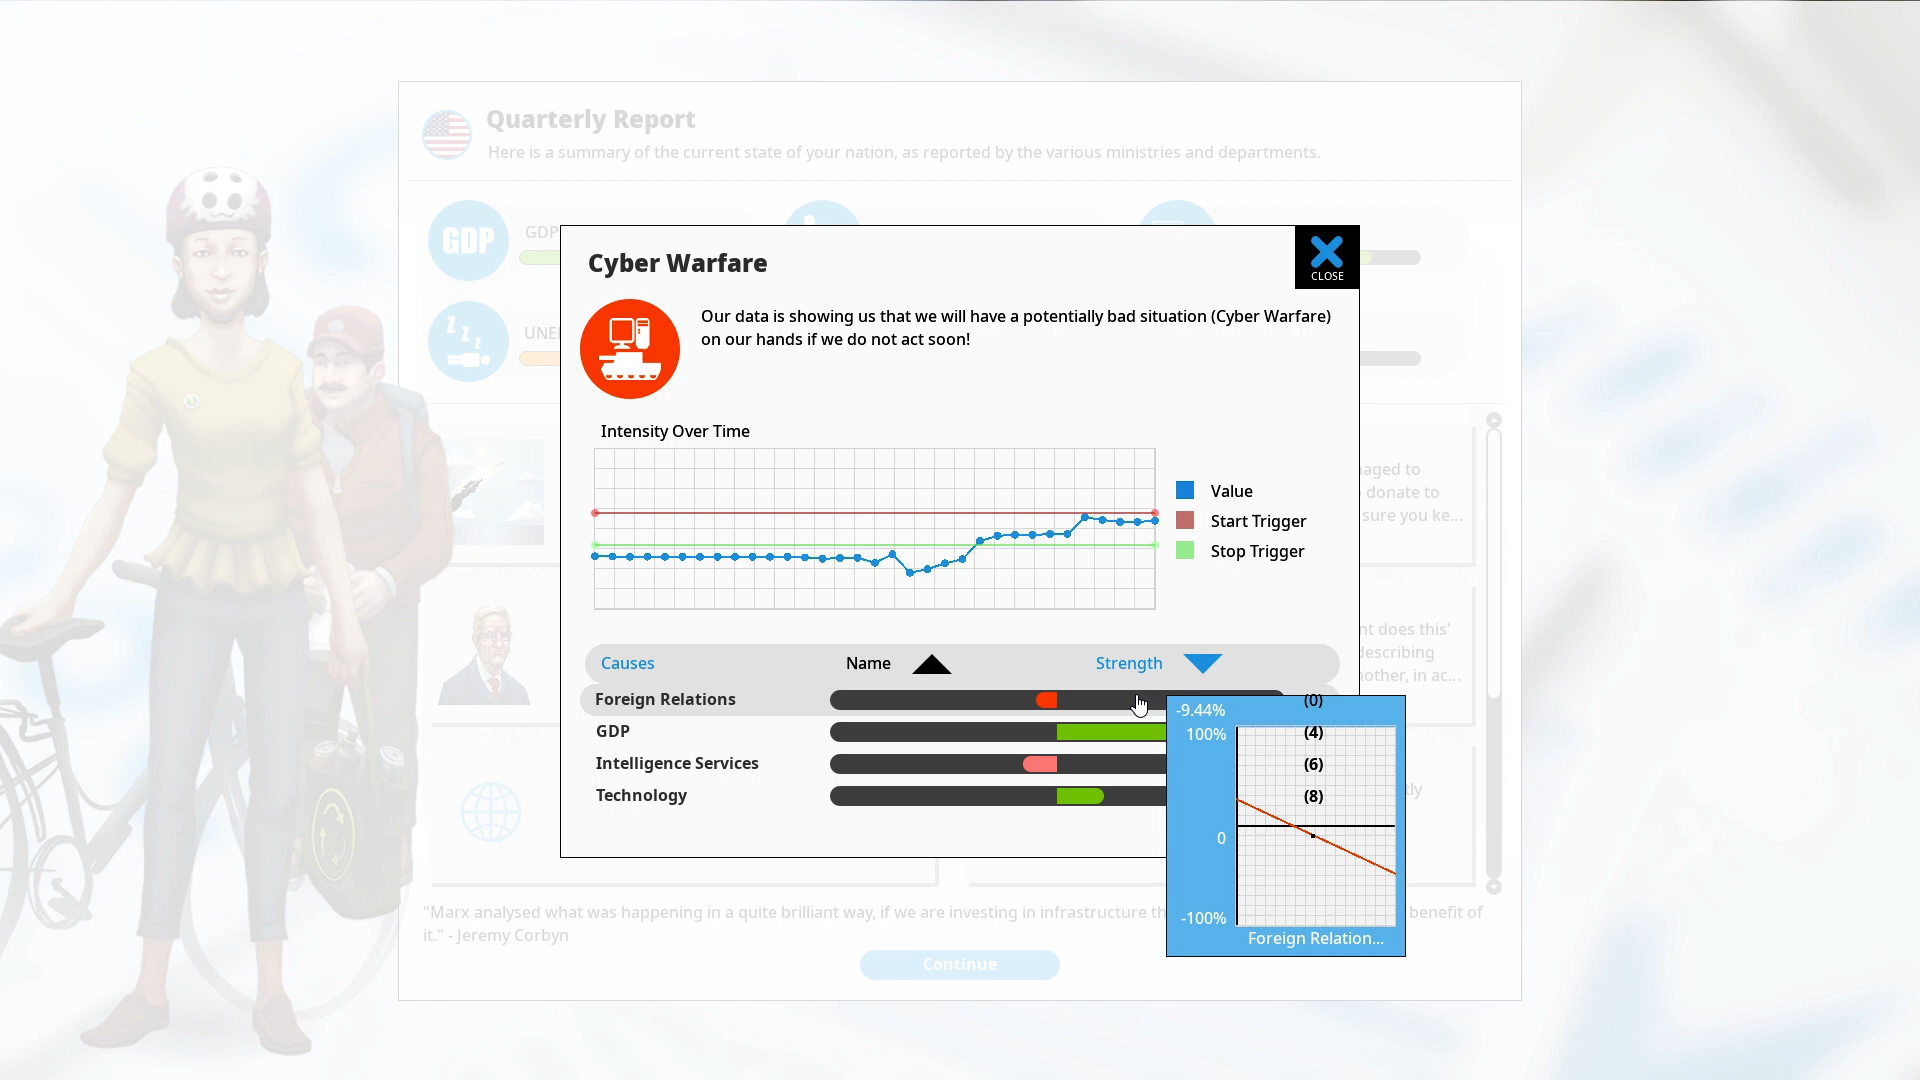 Quarterly Report
Here is a summary of the current state of your nation, as reported by the various ministries and departments.
GDP
GDP
Cyber Warfare
CLOSE
Our data is showing us that we will have a potentially bad situation (Cyber Warfare)
on our hands if we do not act soon!
Z Z Z
UNE
Intensity Over Time
Value
Start Trigger
Stop Trigger
naged to
donate to
sure you ke...
Causes
Name
Strength
nt does this'
describing
nother, in ac...
Foreign Relations
(0)
GDP
(4)
Intelligence Services
(6)
Technology
(8)
-9.44%
100%
0
-100%
Foreign Relation...
tly
"Marx analysed what was happening in a quite brilliant way, if we are investing in infrastructure th benefit of
it." - Jeremy Corbyn
Continue